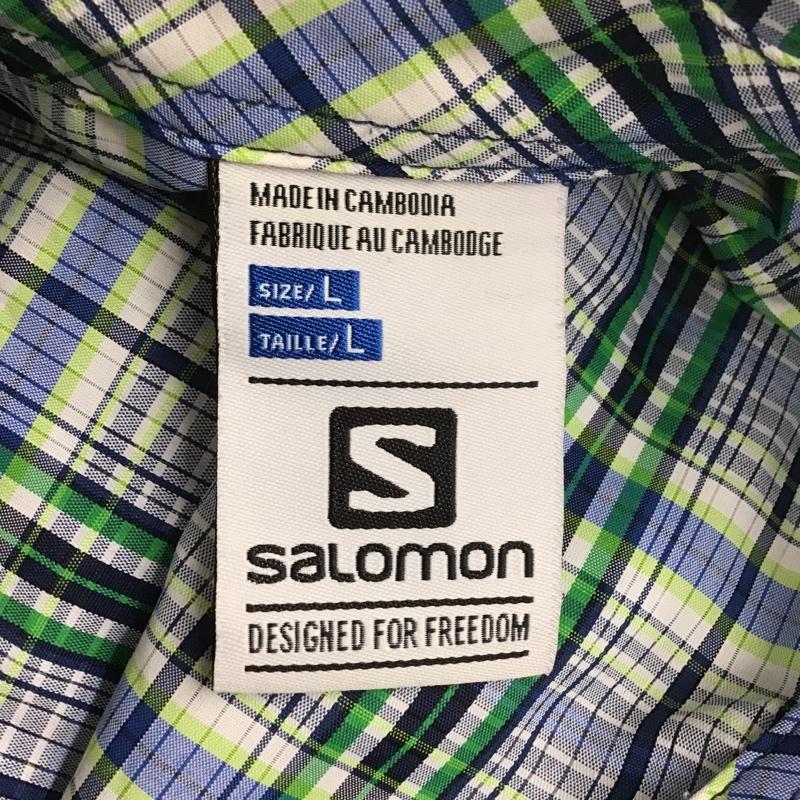 MADE IN CAMBODIA
FABRIQUE AU CAMBODGE
SIZE/ L
TAILLE/ L
S
salomon
DESIGNED FOR FREEDOM